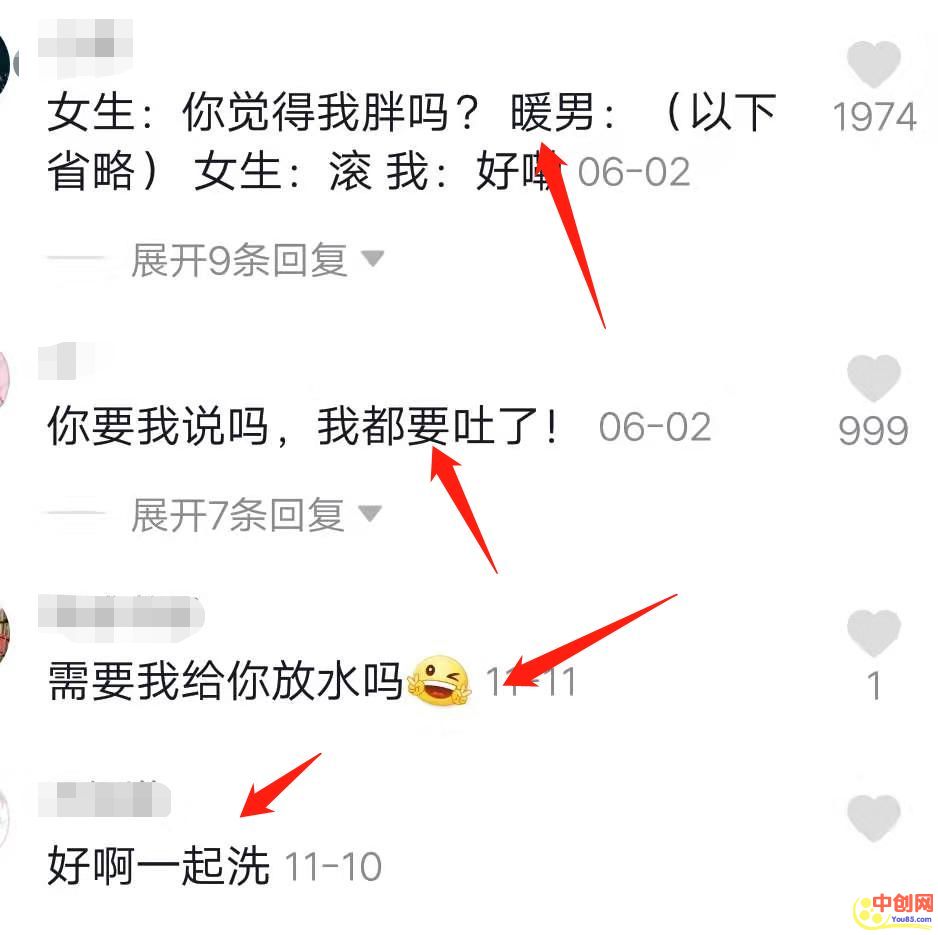 女生：你觉得我胖吗？ 暖男：（以下
省略） 女生：滚 我：好嘞 06-02
1974
展开9条回复
你要我说吗，我都要吐了！ 06-02
999
展开7条回复
需要我给你放水吗 11-11
1
好啊一起洗 11-10
中创网
You85.com